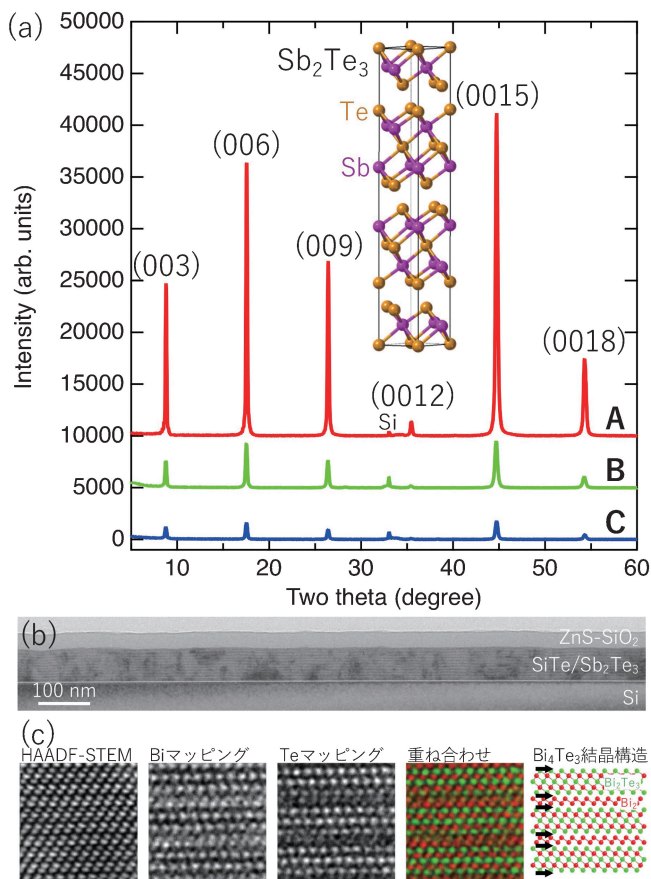 (a)
50000
45000
40000
35000
30000
25000
20000
15000
10000
5000
0
Intensity (arb. units)
Sb2Te3
Te
Sb
(003)
(006)
(009)
Si
(0012)
(0015)
(0018)
A
B
C
10
20
30
40
50
60
Two theta (degree)
(b)
ZnS-SiO2
SiTe/Sb2Te3
Si
100 nm
(c)
HAADF-STEM
Biマッピング
Teマッピング
重ね合わせ
Bi4Te3結晶構造
Bi2Te3
Bi2